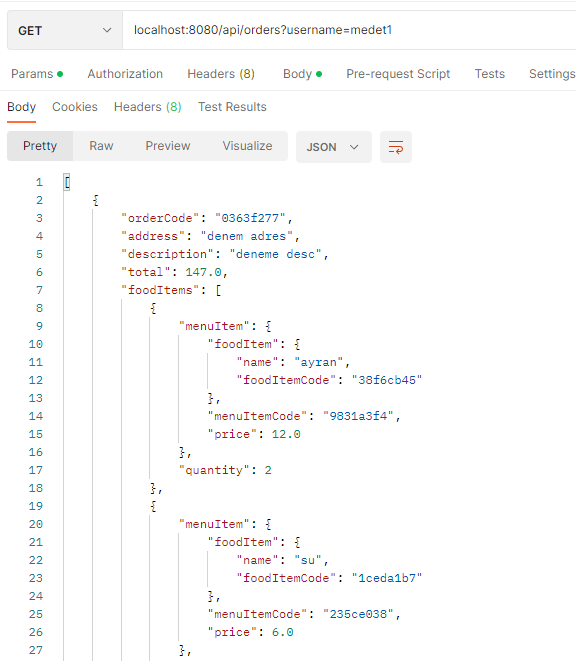 GET localhost:8080/api/orders?username=medet1
Params Authorization Headers (8) Body Pre-request Script Tests Settings
Body Cookies Headers (8) Test Results
Pretty Raw Preview Visualize JSON
1 [
2 {
3 "orderCode": "0363f277",
4 "address": "denem adres",
5 "description": "deneme desc",
6 "total": 147.0,
7 "foodItems": [
8 {
9 "menuItem": {
10 "foodItem": {
11 "name": "ayran",
12 "foodItemCode": "38f6cb45"
13 },
14 "menuItemCode": "9831a3f4",
15 "price": 12.0
16 },
17 "quantity": 2
18 },
19 {
20 "menuItem": {
21 "foodItem": {
22 "name": "su",
23 "foodItemCode": "1ceda1b7"
24 },
25 "menuItemCode": "235ce038",
26 "price": 6.0
27 },